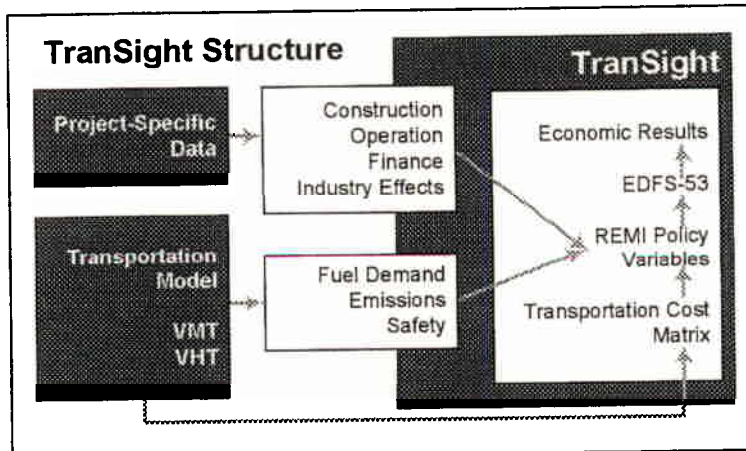 TranSight Structure
TranSight
Project-Specific
Data
Construction
Operation
Finance
Industry Effects
Transportation
Model
VMT
VHT
Fuel Demand
Emissions
Safety
Economic Results
EDFS-53
REMI Policy
Variables
Transportation Cost
Matrix